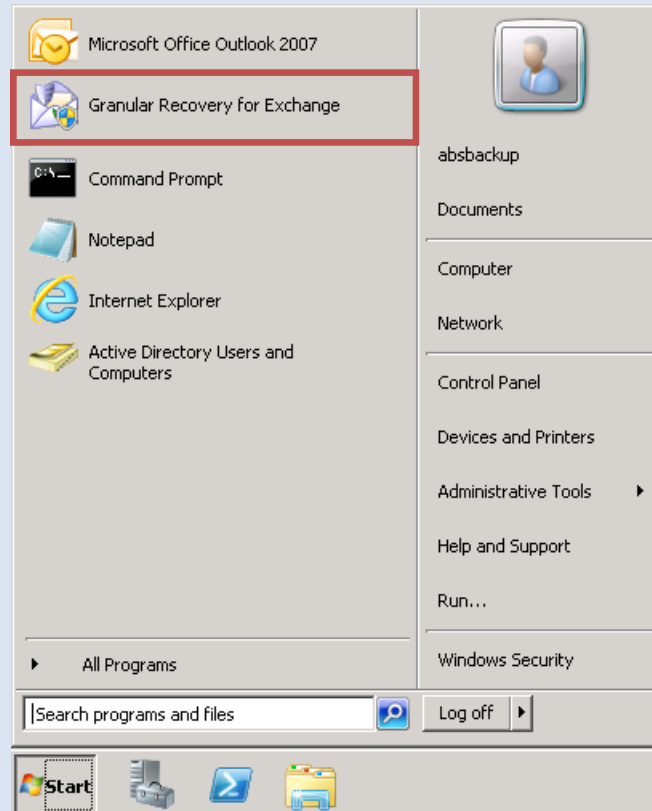 Microsoft Office Outlook 2007
Granular Recovery for Exchange
C:\_
Command Prompt
Notepad
Internet Explorer
Active Directory Users and
Computers
All Programs
Search programs and files
absbackup
Documents
Computer
Network
Control Panel
Devices and Printers
Administrative Tools
Help and Support
Run...
Windows Security
Log off
Start